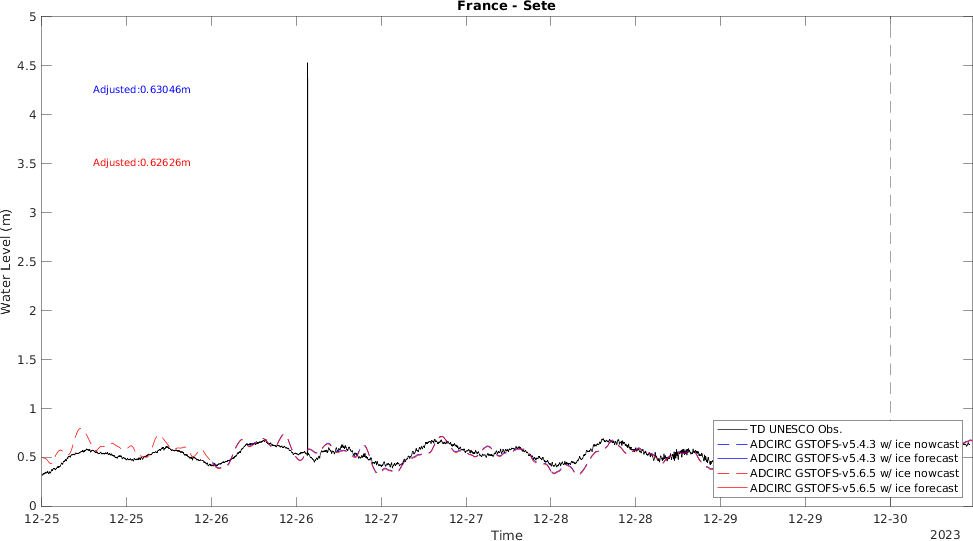 France - Sete
5
4.5
4
3.5
3
2.5
2
1.5
1
0.5
0
Water Level (m)
Adjusted:0.63046m
Adjusted:0.62626m
TD UNESCO Obs.
ADCIRC GSTOFS-v5.4.3 w/ ice nowcast
ADCIRC GSTOFS-v5.4.3 w/ ice forecast
ADCIRC GSTOFS-v5.6.5 w/ ice nowcast
ADCIRC GSTOFS-v5.6.5 w/ ice forecast
12-25 12-25 12-26 12-26 12-27 12-27 12-28 12-28 12-29 12-29 12-30
Time
2023